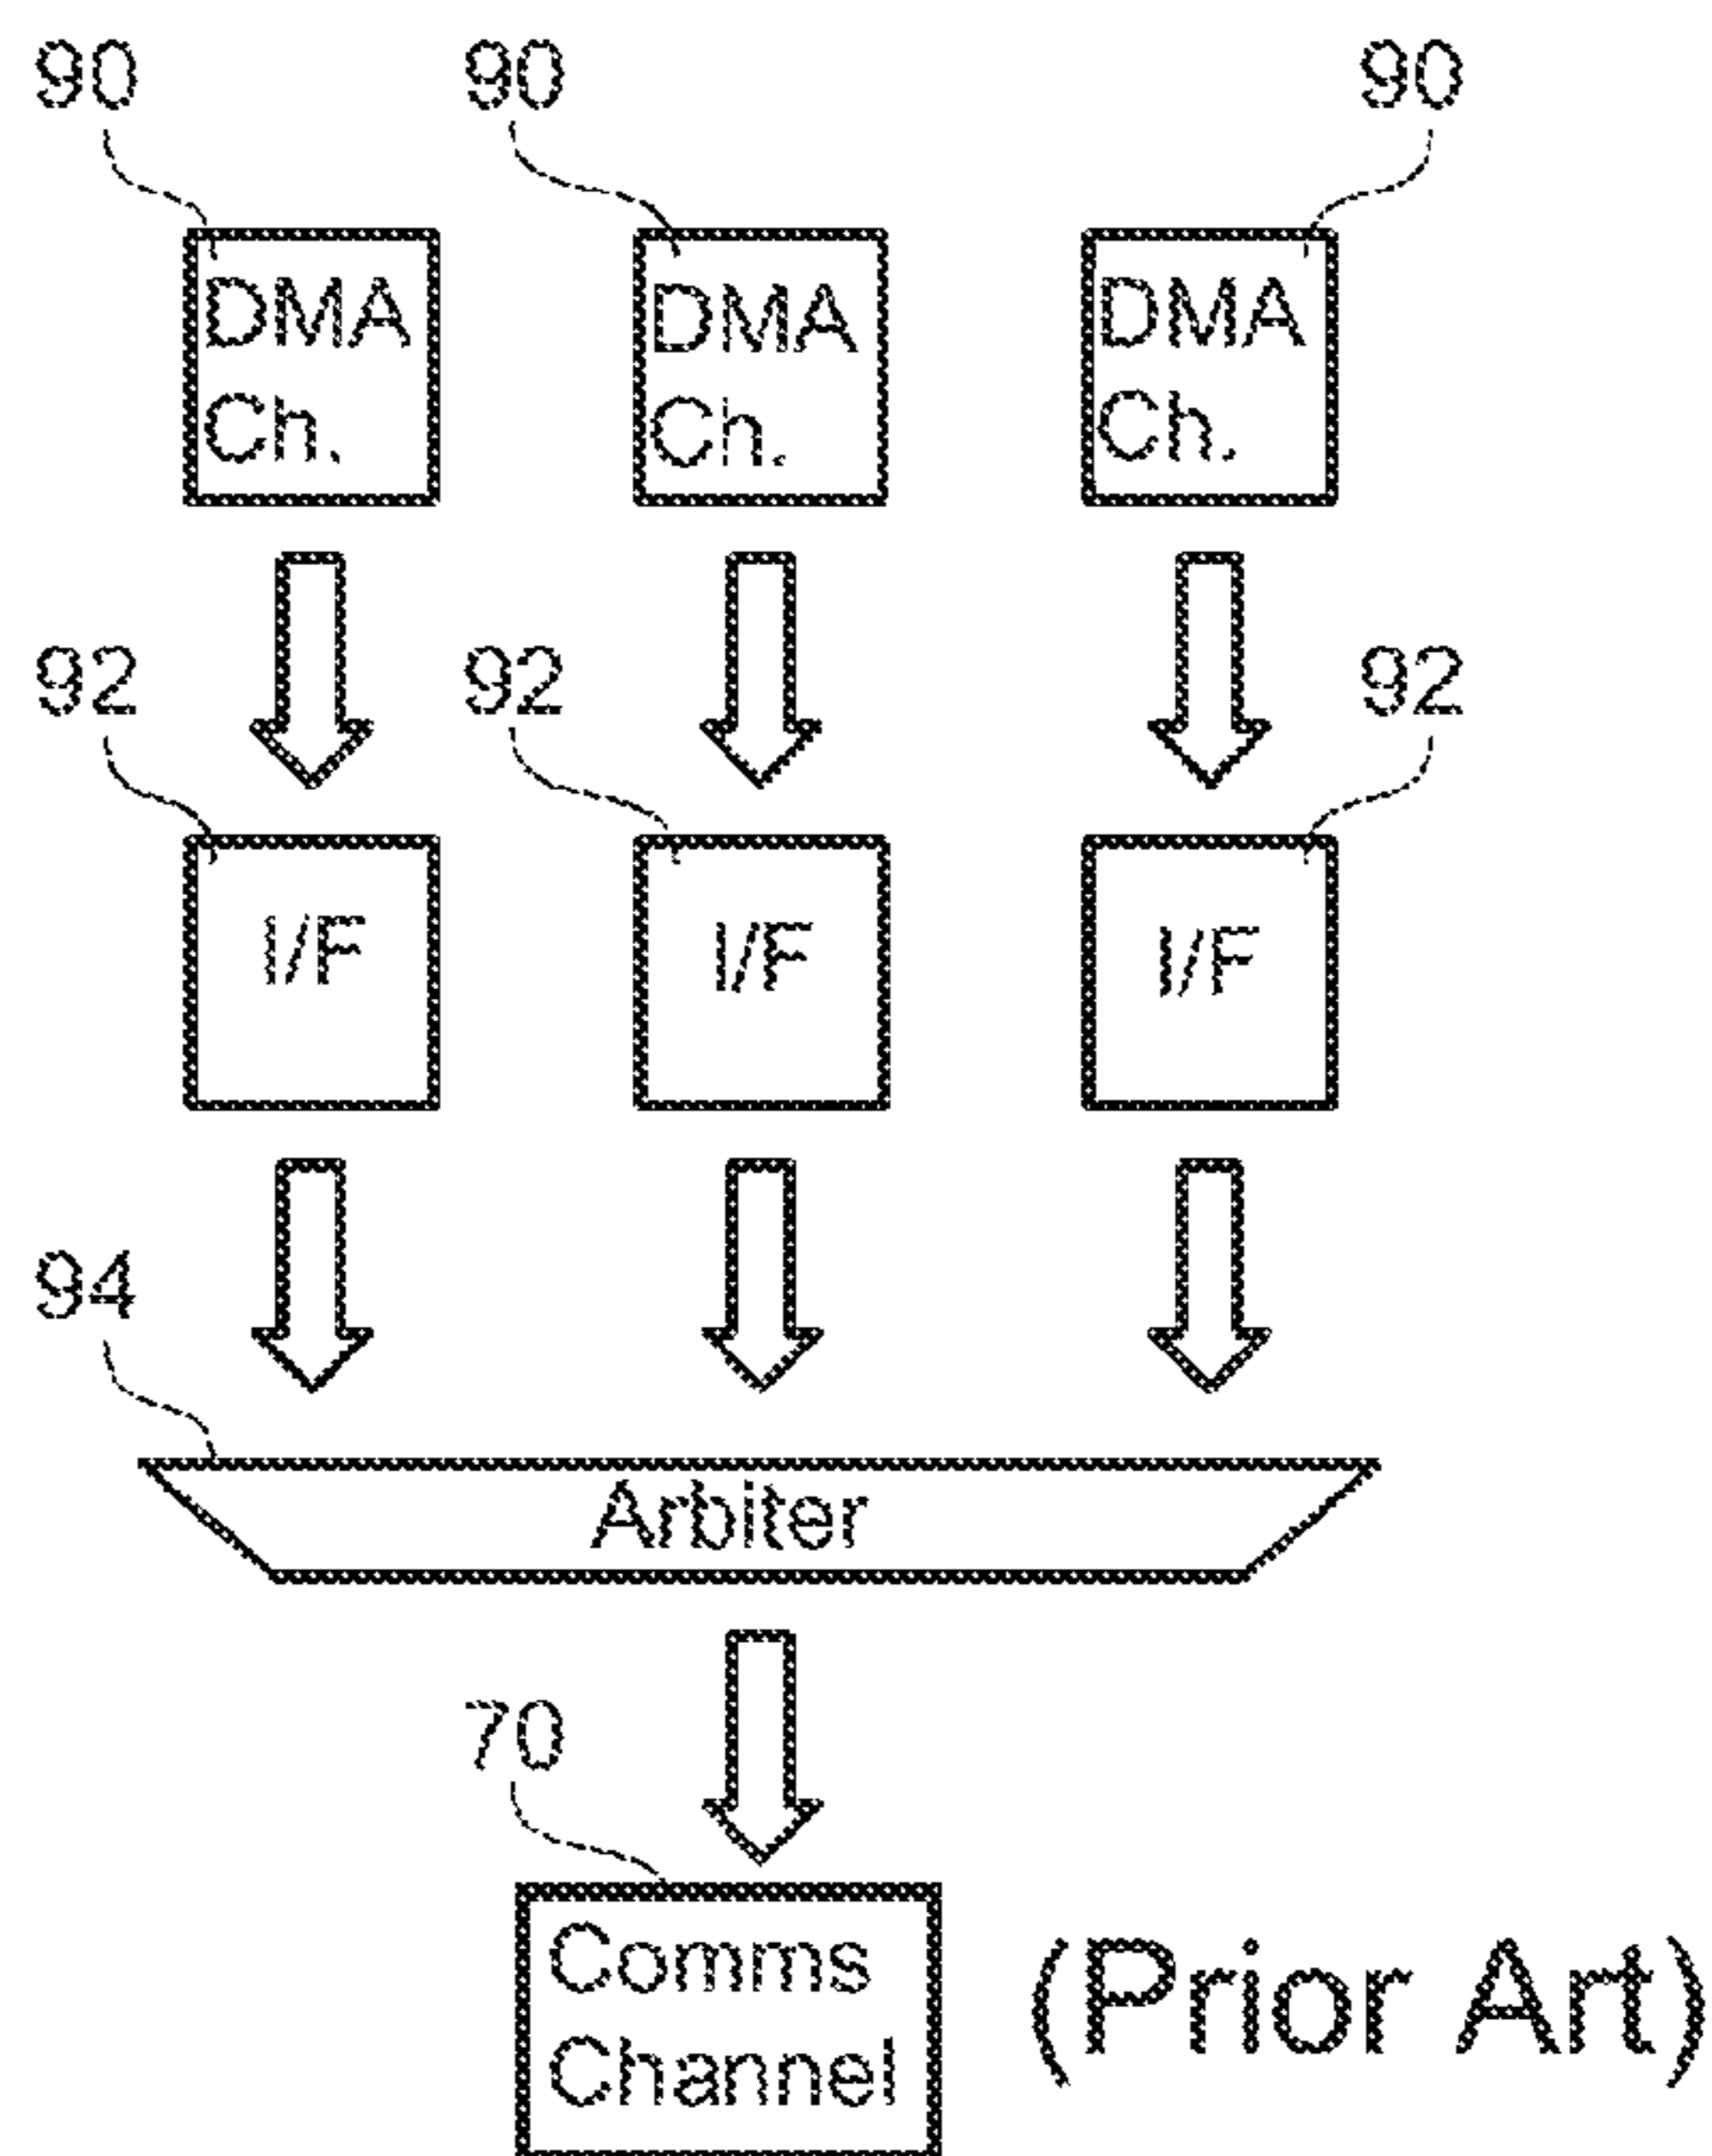 90 90 90
DMA DMA DMA
Ch. Ch. Ch.
92 92 92
I/F I/F I/F
94
Arbiter
70
Comms
Channel
(Prior Art)